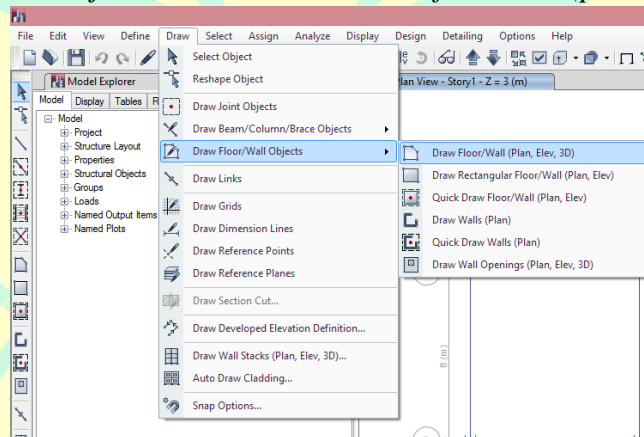 File Edit View Define Draw Select Assign Analyze Display Design Detailing Options Help
Model Explorer
Plan View - Story1 - Z = 3 (m)
Model Display Tables R
Model
Project
Structure Layout
Properties
Structural Objects
Groups
Loads
Named Output Items
Named Plots
Select Object
Reshape Object
Draw Joint Objects
Draw Beam/Column/Brace Objects
Draw Floor/Wall Objects
Draw Links
Draw Grids
Draw Dimension Lines
Draw Reference Points
Draw Reference Planes
Draw Section Cut...
Draw Developed Elevation Definition...
Draw Wall Stacks (Plan, Elev, 3D)...
Auto Draw Cladding...
Snap Options...
Draw Floor/Wall (Plan, Elev, 3D)
Draw Rectangular Floor/Wall (Plan, Elev)
Quick Draw Floor/Wall (Plan, Elev)
Draw Walls (Plan)
Quick Draw Walls (Plan)
Draw Wall Openings (Plan, Elev, 3D)
8 (m)